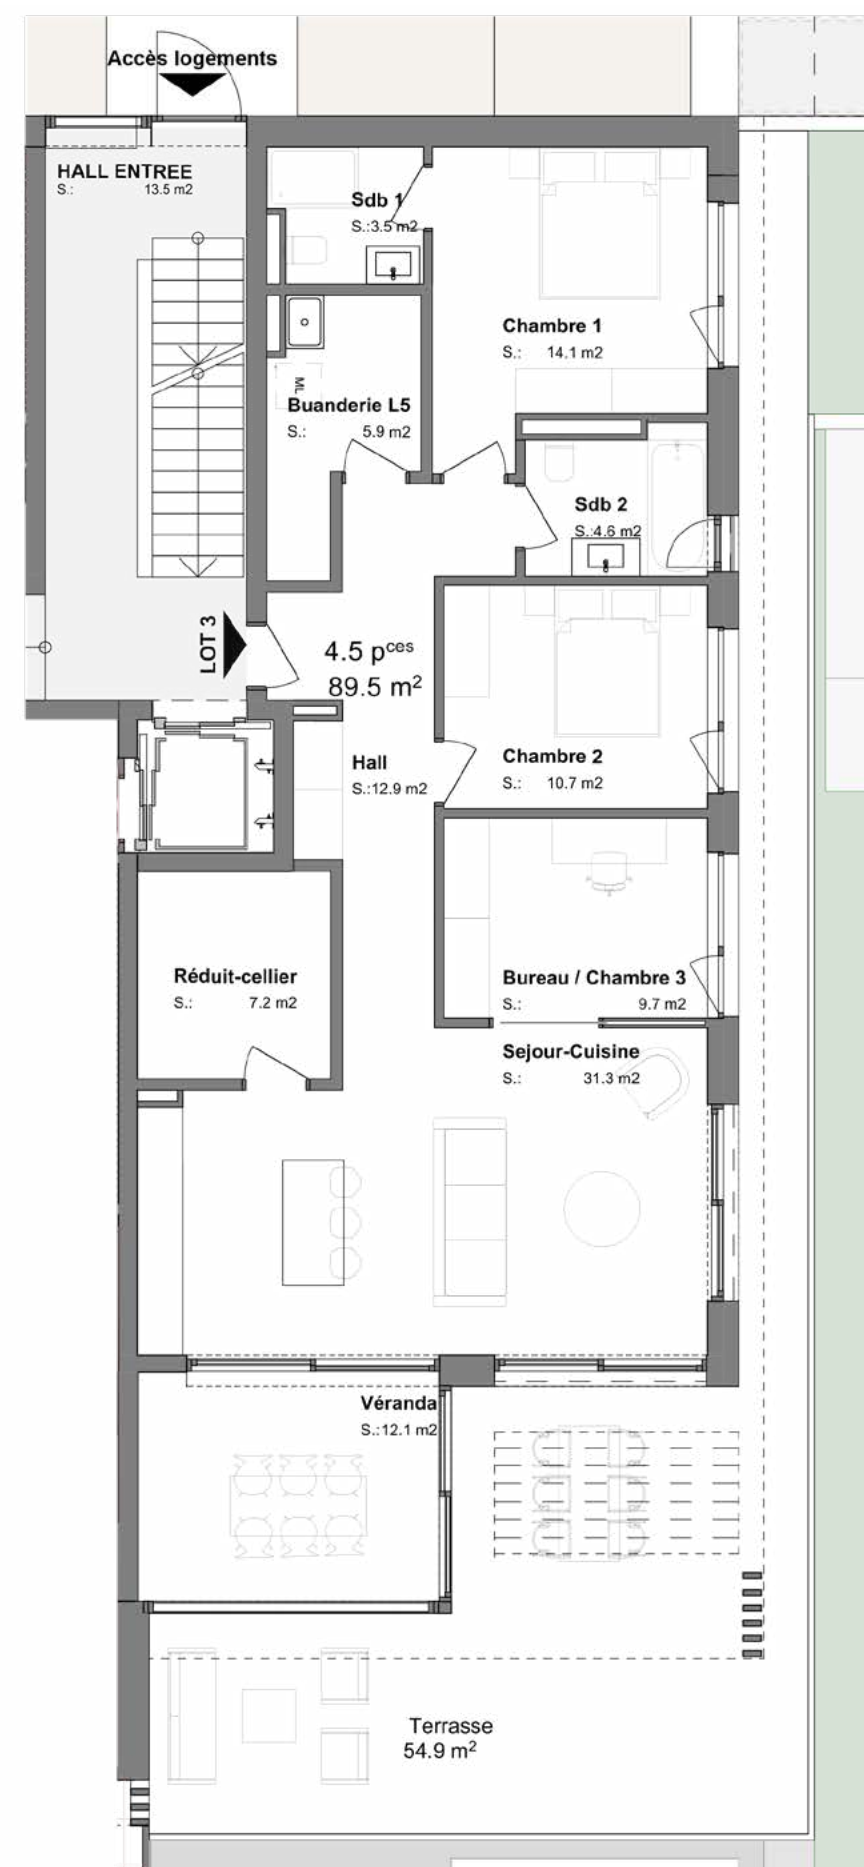 Accès logements
HALL ENTREE
S.: 13.5 m2
Sdb 1
S.:3.5 m2
Chambre 1
S.: 14.1 m2
ML
Buanderie L5
S.: 5.9 m2
Sdb 2
S.:4.6 m2
LOT 3
4.5 pces
89.5 m2
Hall
S.:12.9 m2
Chambre 2
S.: 10.7 m2
Réduit-cellier
S.: 7.2 m2
Bureau / Chambre 3
S.: 9.7 m2
Sejour-Cuisine
S.: 31.3 m2
Véranda
S.:12.1 m2
Terrasse
54.9 m2